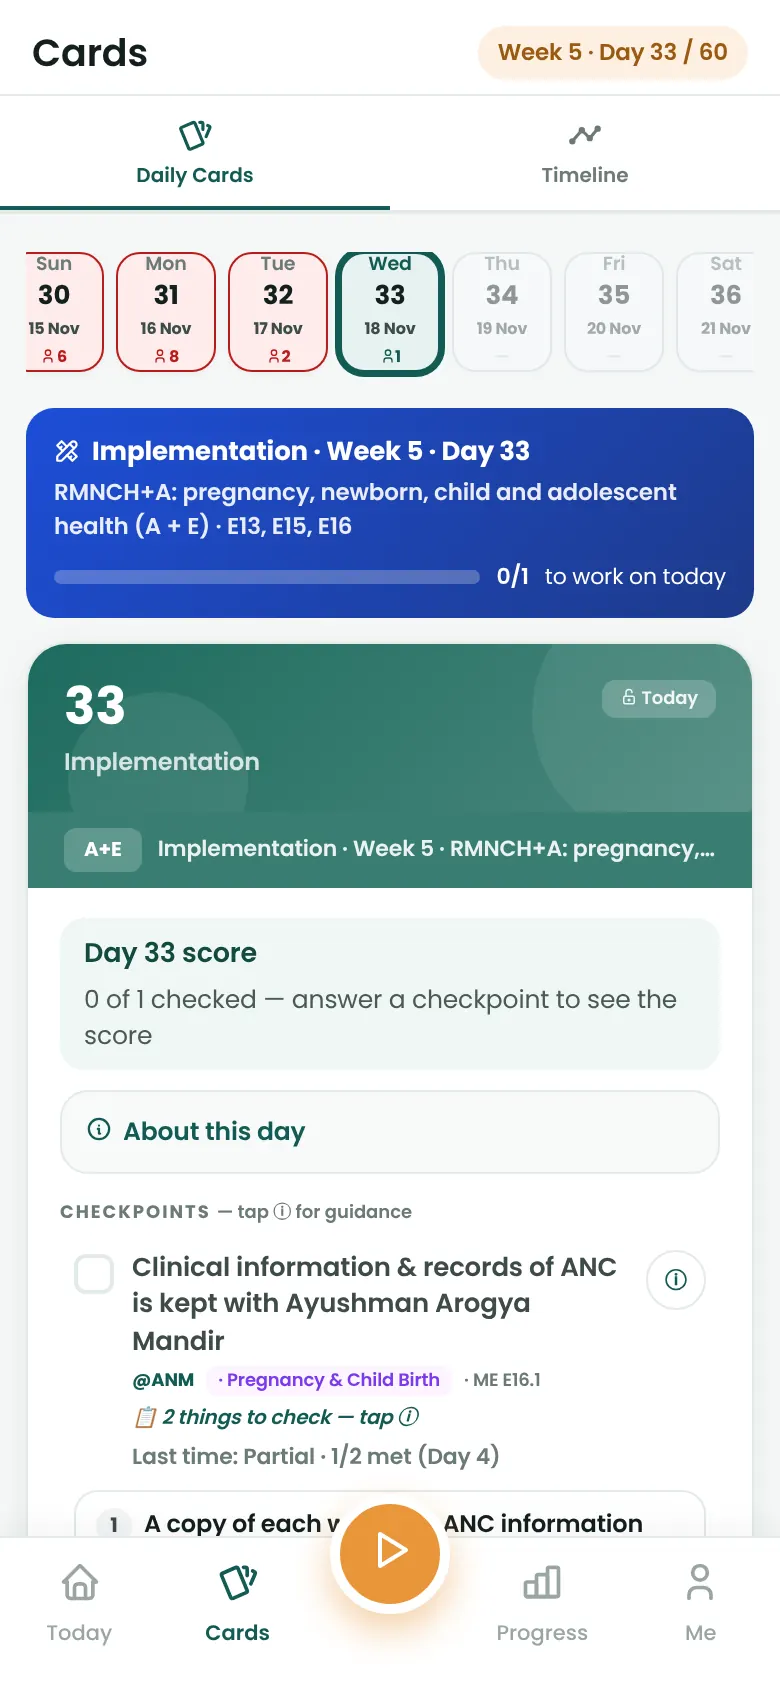 Cards
Week 5 · Day 33 / 60
Daily Cards
Timeline
Sun
30
15 Nov
6
Mon
31
16 Nov
8
Tue
32
17 Nov
2
Wed
33
18 Nov
1
Thu
34
19 Nov
—
Fri
35
20 Nov
—
Sat
36
21 Nov
—
Implementation · Week 5 · Day 33
RMNCH+A: pregnancy, newborn, child and adolescent
health (A + E) · E13, E15, E16
0/1 to work on today
33
Today
Implementation
A+E Implementation · Week 5 · RMNCH+A: pregnancy,...
Day 33 score
0 of 1 checked — answer a checkpoint to see the
score
About this day
CHECKPOINTS — tap ⓘ for guidance
Clinical information & records of ANC
is kept with Ayushman Arogya
Mandir
@ANM · Pregnancy & Child Birth · ME E16.1
📋 2 things to check — tap ⓘ
Last time: Partial · 1/2 met (Day 4)
1 A copy of each ANC information
Today
Cards
Progress
Me